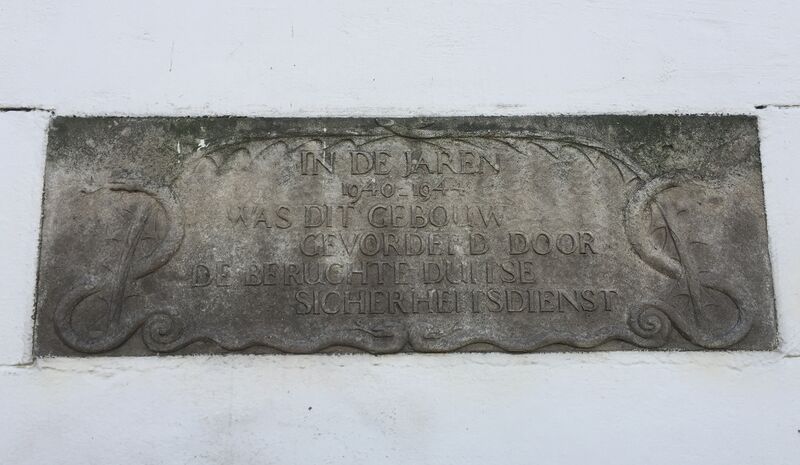 IN DE JAREN
1940-1944
WAS DIT GEBOUW
GEVORDERD DOOR
DE BERUCHTE DUITSE
SICHERHEITSDIENST